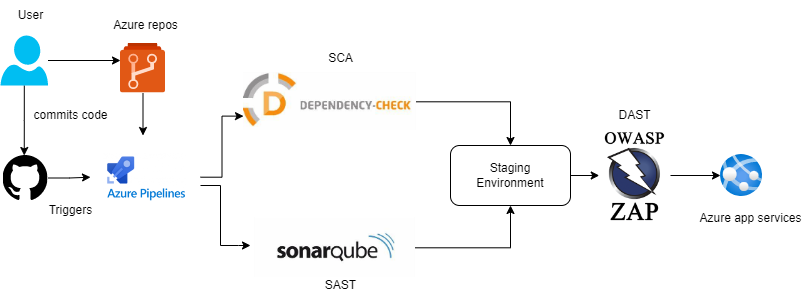 User
Azure repos
SCA
D
DEPENDENCY-CHECK
commits code
DAST
OWASP
ZAP
Staging
Environment
Azure Pipelines
Triggers
Azure app services
sonarqube
SAST